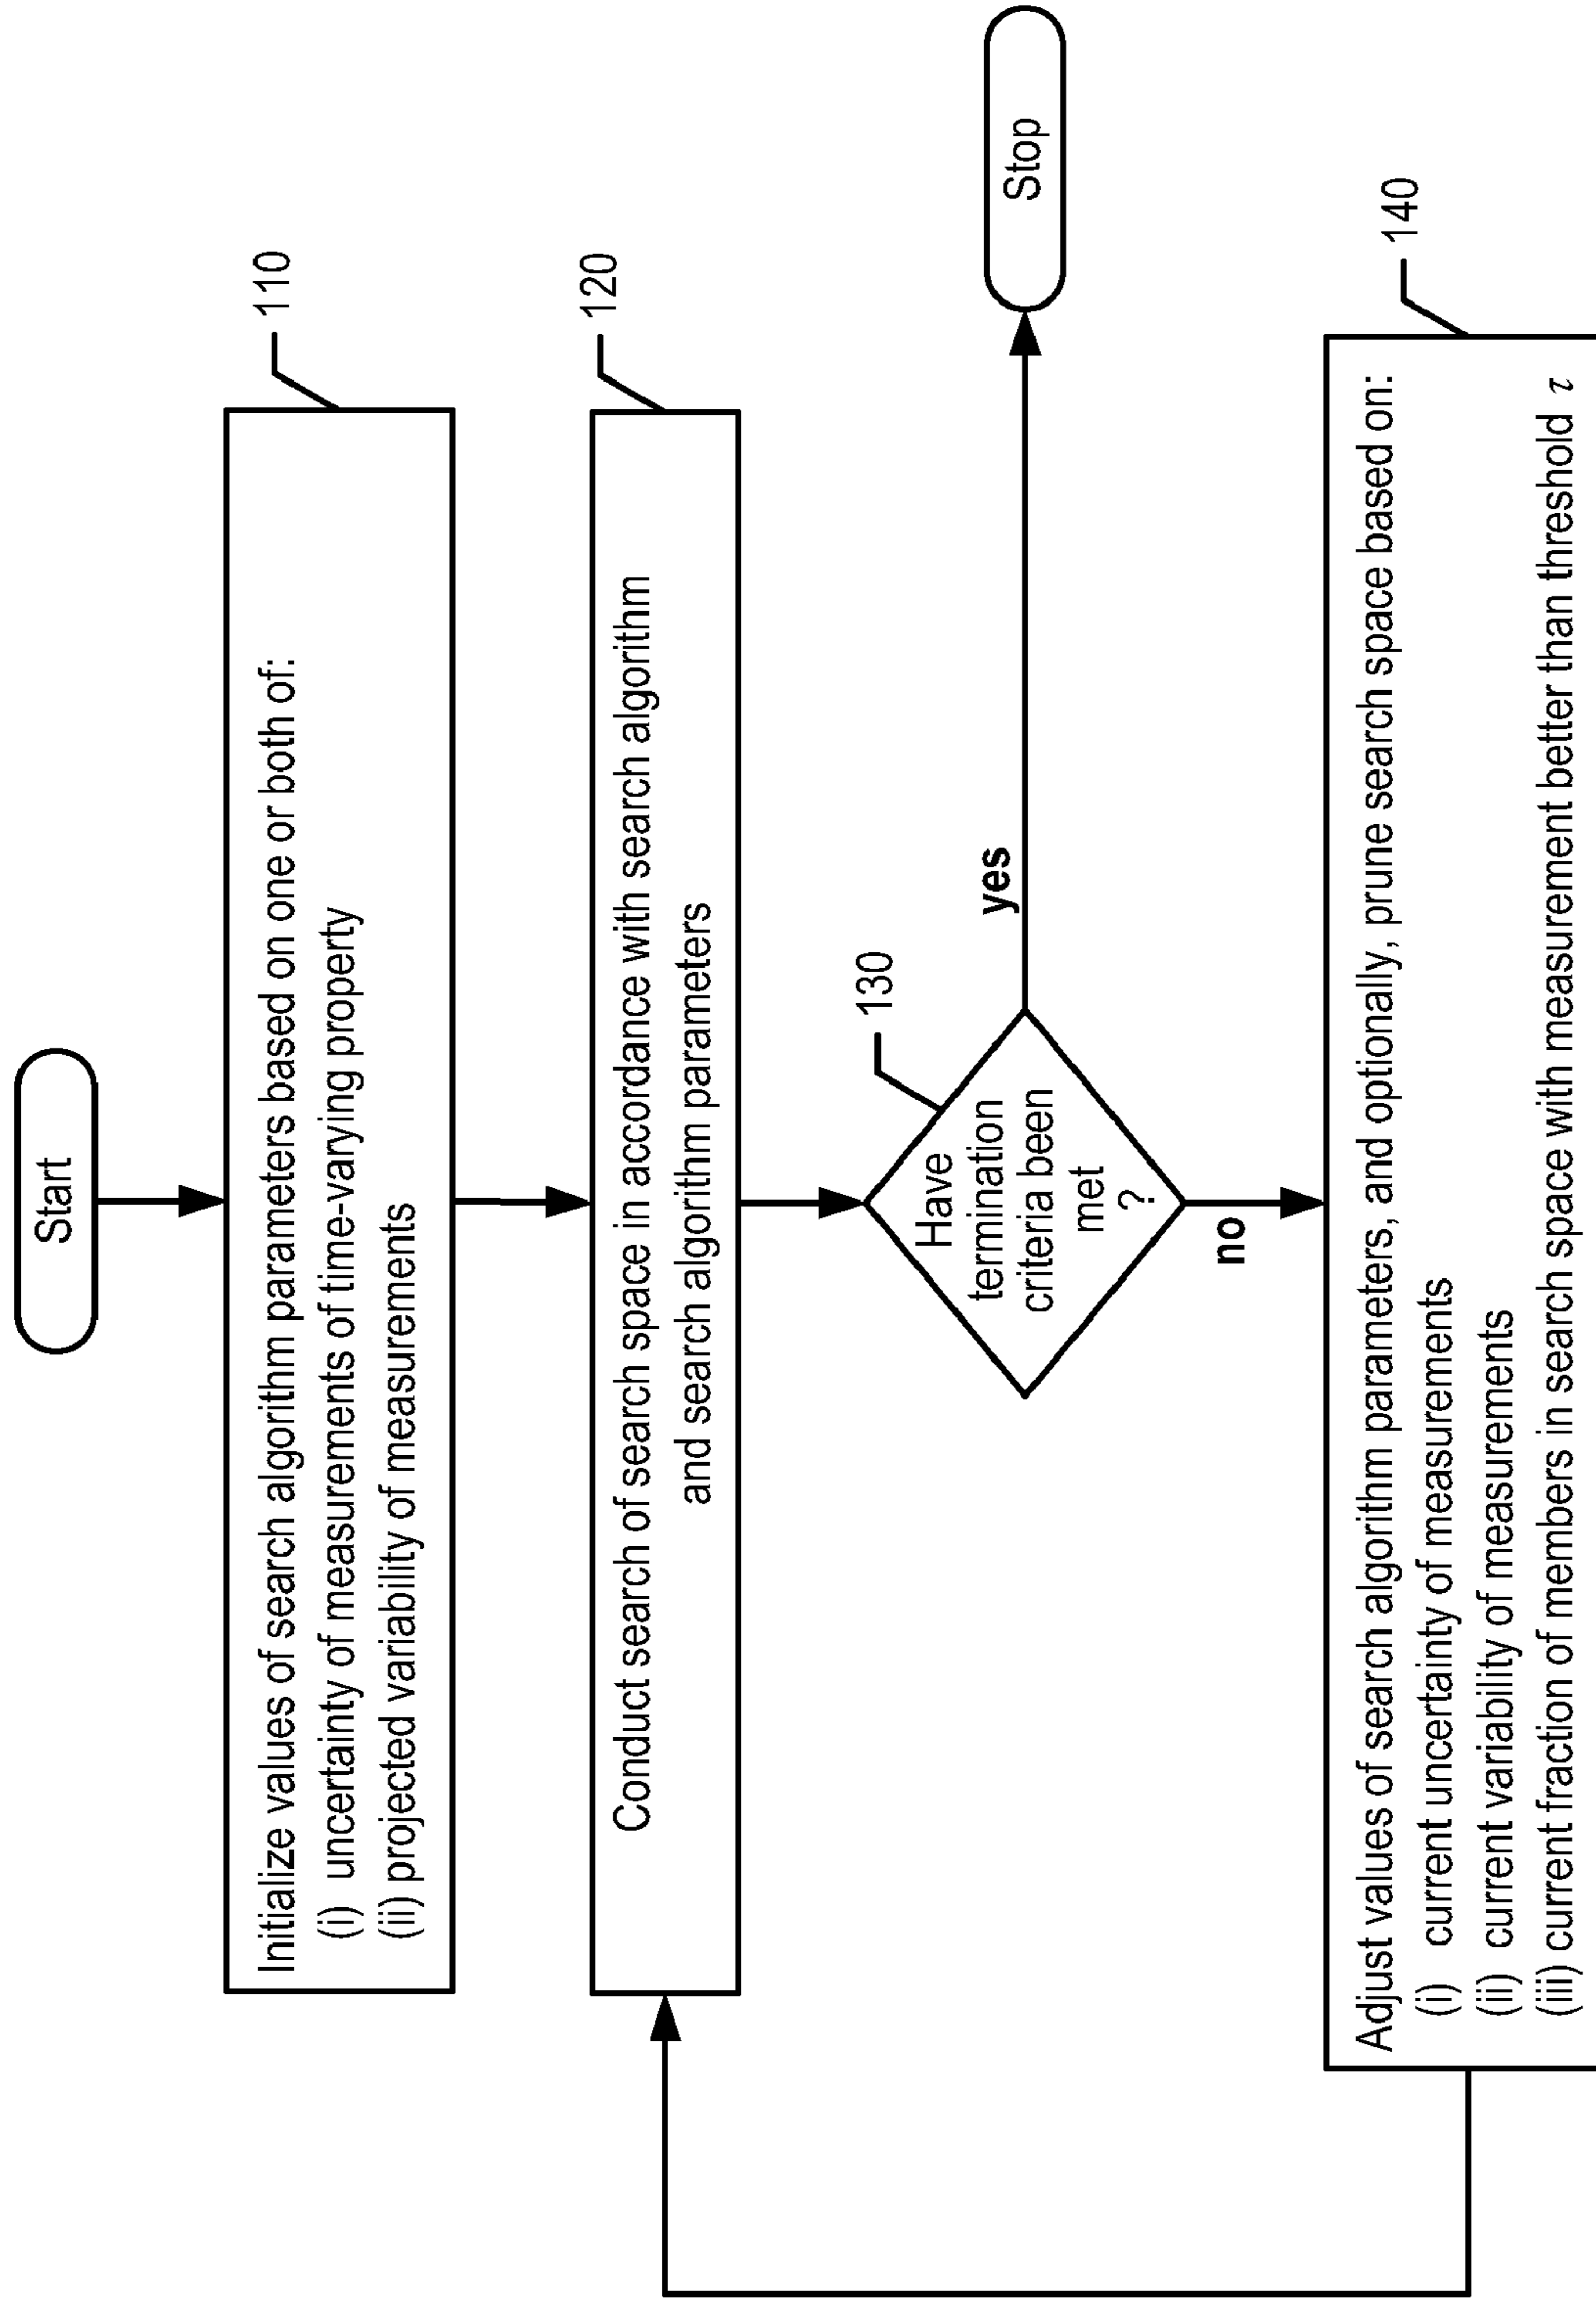 Start
110
Initialize values of search algorithm parameters based on one or both of:
(i) uncertainty of measurements of time-varying property
(ii) projected variability of measurements
120
Conduct search of search space in accordance with search algorithm
and search algorithm parameters
130
Have
termination
criteria been
met
?
yes
Stop
no
140
Adjust values of search algorithm parameters, and optionally, prune search space based on:
(i) current uncertainty of measurements
(ii) current variability of measurements
(iii) current fraction of members in search space with measurement better than threshold τ